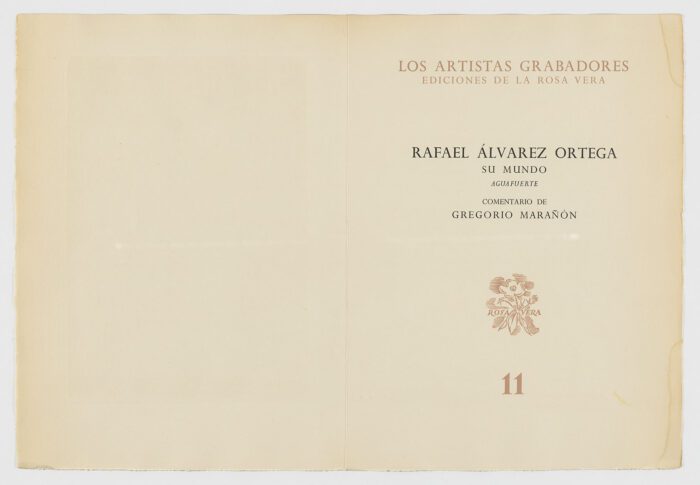 LOS ARTISTAS GRABADORES
EDICIONES DE LA ROSA VERA
RAFAEL ÁLVAREZ ORTEGA
SU MUNDO
AGUAFUERTE
COMENTARIO DE
GREGORIO MARAÑÓN
ROSA VERA
11